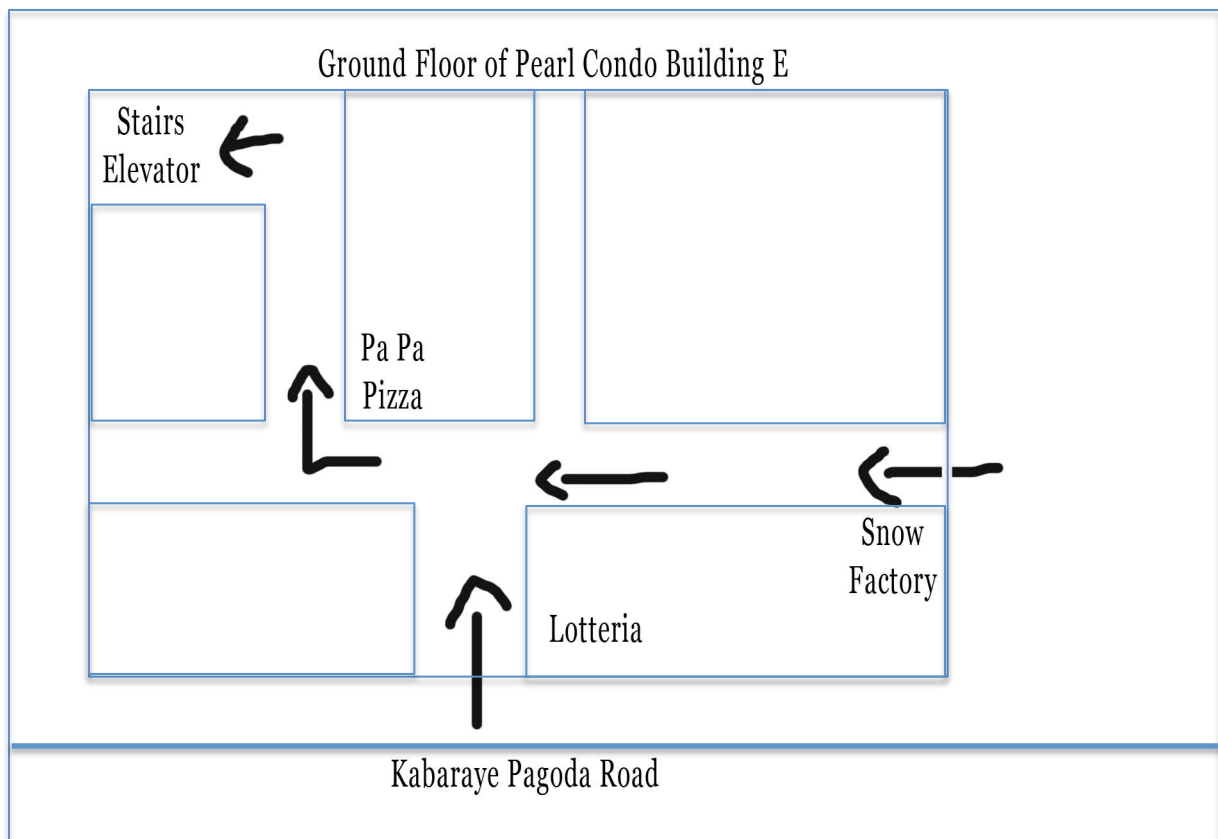 Ground Floor of Pearl Condo Building E
Stairs
Elevator
Pa Pa
Pizza
Snow
Factory
Lotteria
Kabaraye Pagoda Road